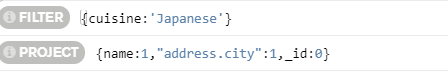 FILTER {cuisine:'Japanese'}
PROJECT {name:1,"address.city":1,_id:0}